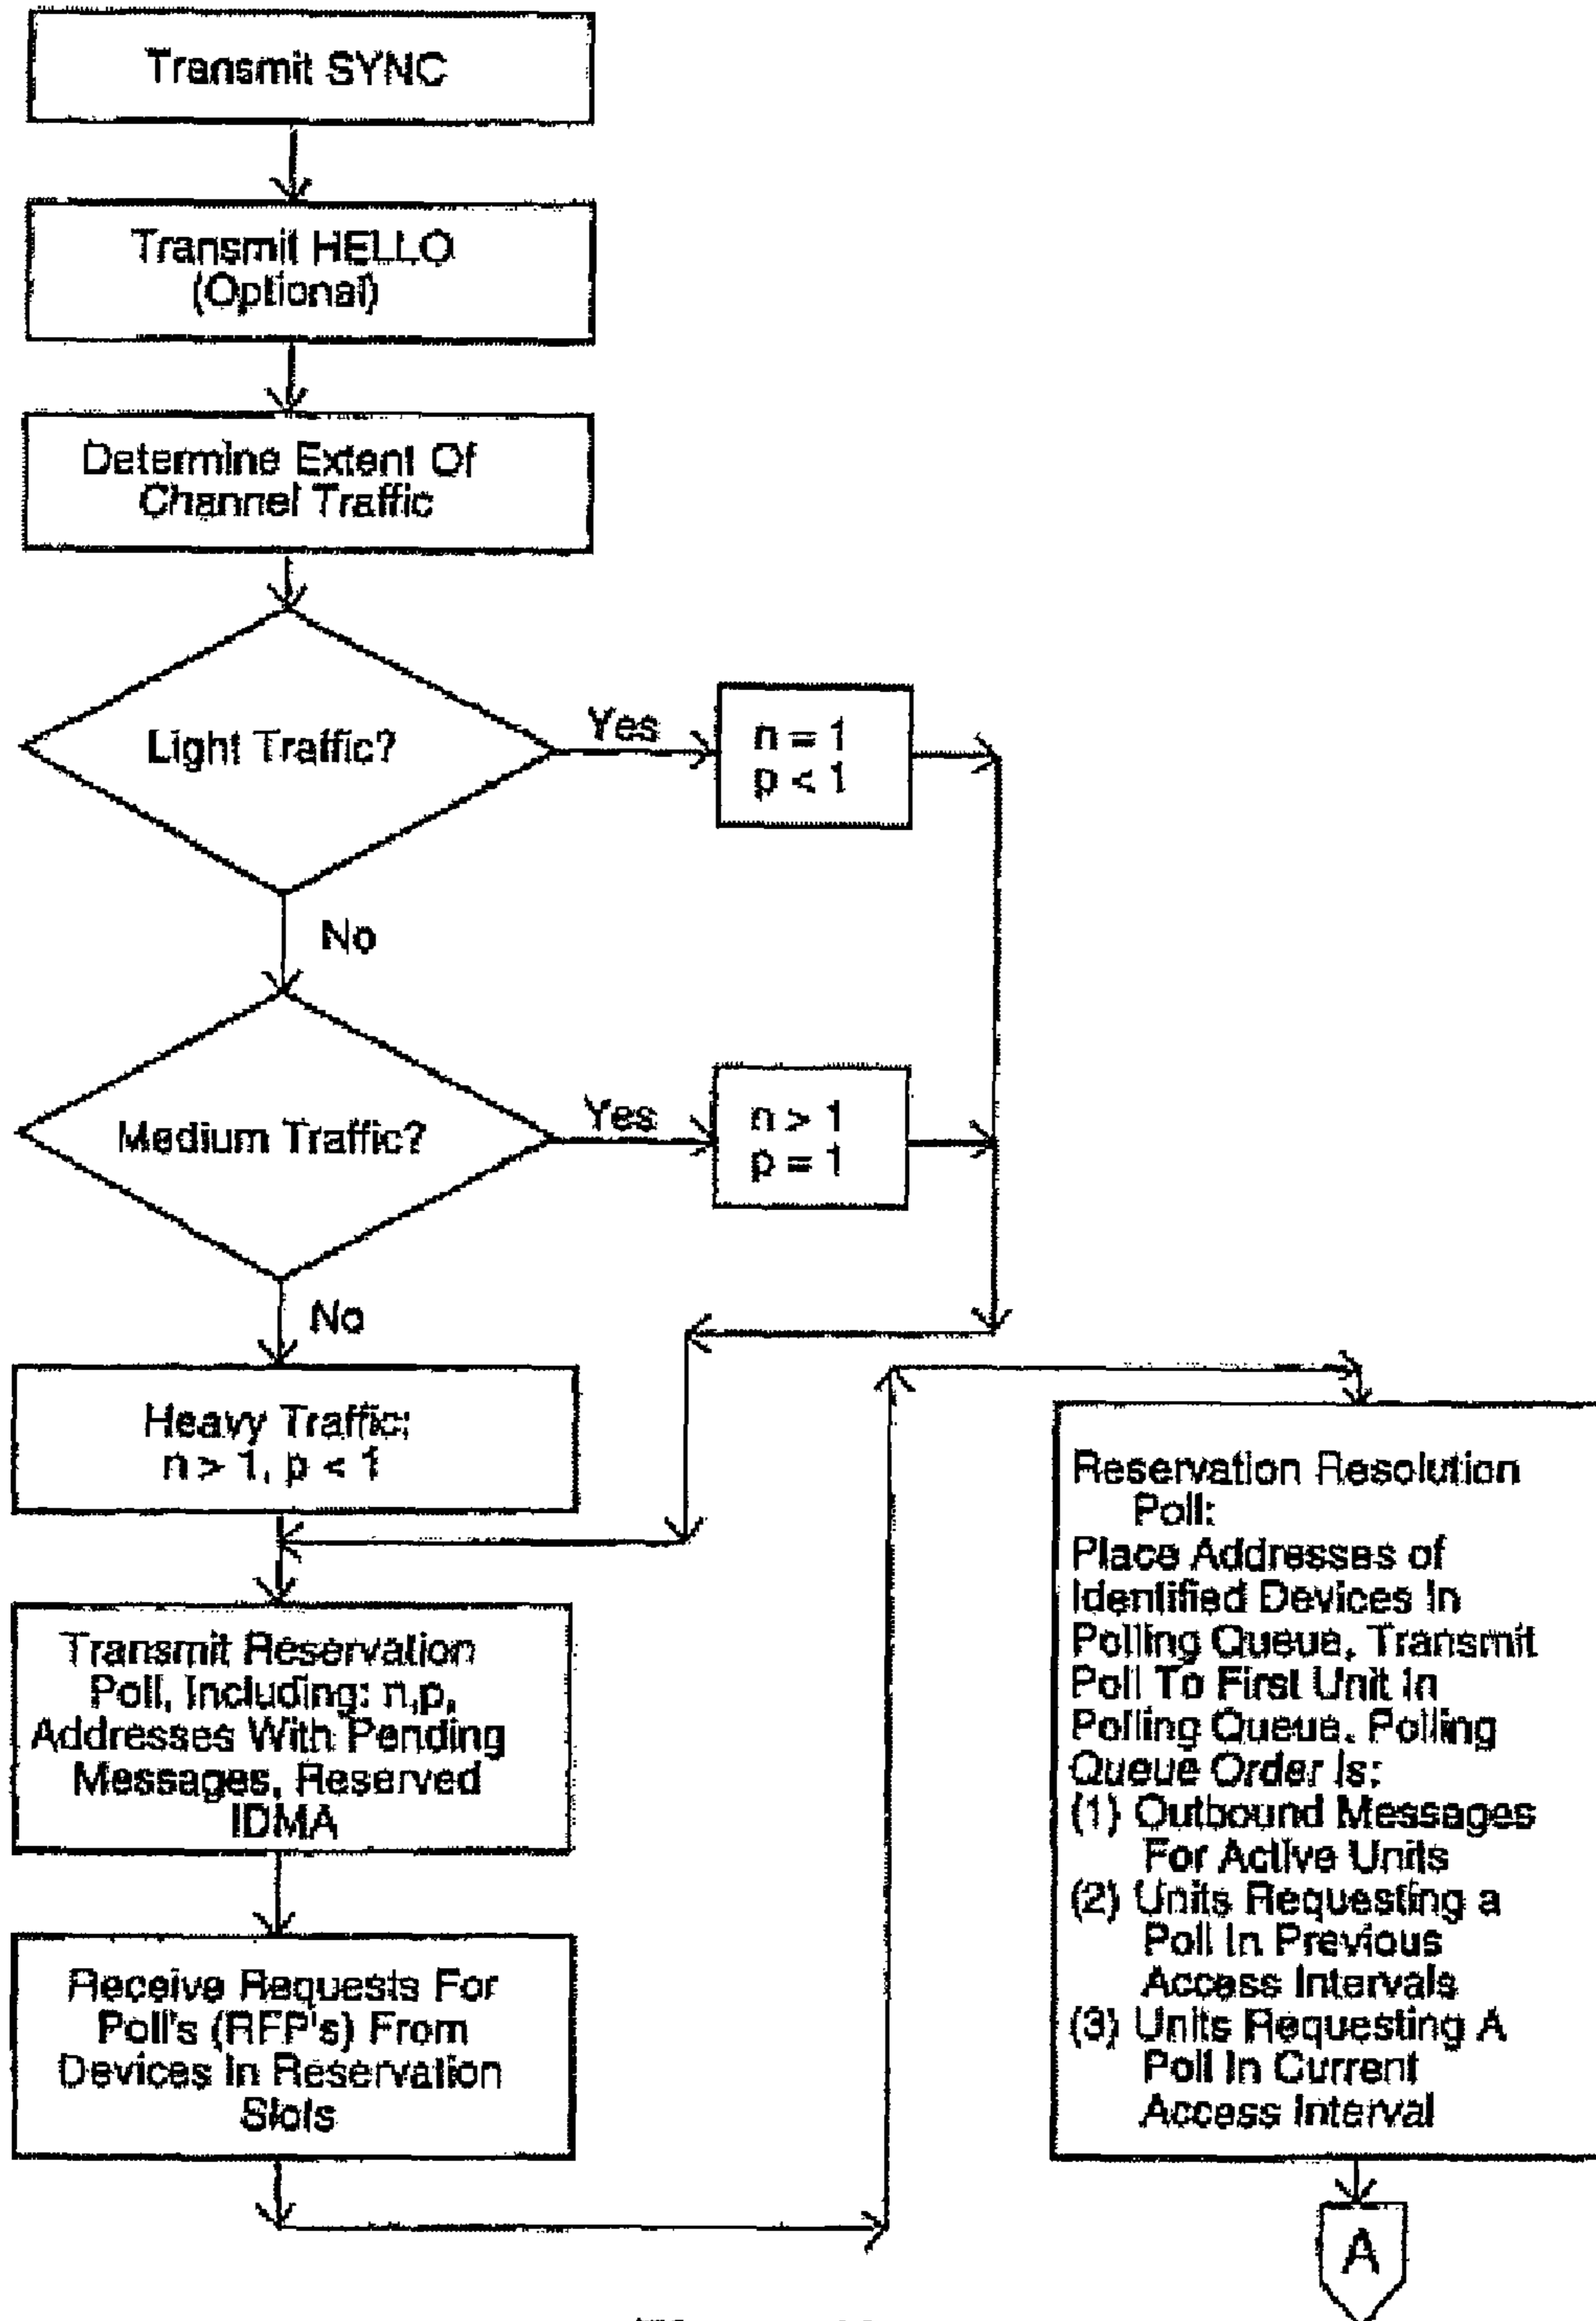 Transmit SYNC
Transmit HELLO
(Optional)
Determine Extent Of
Channel Traffic
Light Traffic?
Yes
n = 1
p < 1
No
Medium Traffic?
Yes
n > 1
p = 1
No
Heavy Traffic:
n > 1, p < 1
Transmit Reservation
Poll, Including: n,p,
Addresses With Pending
Messages, Reserved
IDMA
Receive Requests For
Poll's (RFP's) From
Devices In Reservation
Slots
Reservation Resolution
Poll:
Place Addresses of
Identified Devices In
Polling Queue. Transmit
Poll To First Unit In
Polling Queue. Polling
Queue Order Is:
(1) Outbound Messages
For Active Units
(2) Units Requesting a
Poll In Previous
Access Intervals
(3) Units Requesting A
Poll In Current
Access Interval
A